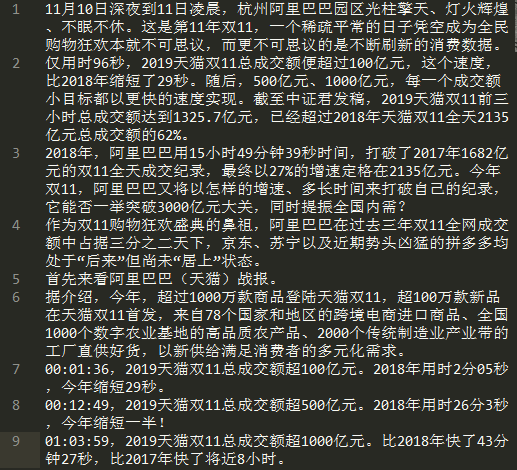 1 11月10日深夜到11日凌晨，杭州阿里巴巴园区光柱擎天、灯火辉煌
、不眠不休。这是第11年双11，一个稀疏平常的日子凭空成为全民
购物狂欢本就不可思议，而更不可思议的是不断刷新的消费数据。
2 仅用时96秒，2019天猫双11总成交额便超过100亿元，这个速度，
比2018年缩短了29秒。随后，500亿元、1000亿元，每一个成交额
小目标都以更快的速度实现。截至中证君发稿，2019天猫双11前三
小时总成交额达到1325.7亿元，已经超过2018年天猫双11全天2135
亿元总成交额的62%。
3 2018年，阿里巴巴用15小时49分钟39秒时间，打破了2017年1682亿
元的双11全天成交纪录，最终以27%的增速定格在2135亿元。今年
双11，阿里巴巴又将以怎样的增速、多长时间来打破自己的纪录，
它能否一举突破3000亿元大关，同时提振全国内需？
4 作为双11购物狂欢盛典的鼻祖，阿里巴巴在过去三年双11全网成交
额中占据三分之二天下，京东、苏宁以及近期势头凶猛的拼多多均
处于“后来”但尚未“居上”状态。
5 首先来看阿里巴巴（天猫）战报。
6 据介绍，今年，超过1000万款商品登陆天猫双11，超100万款新品
在天猫双11首发，来自78个国家和地区的跨境电商进口商品、全国
1000个数字农业基地的高品质农产品、2000个传统制造业产业带的
工厂直供好货，以新供给满足消费者的多元化需求。
7 00:01:36，2019天猫双11总成交额超100亿元。2018年用时2分05秒
，今年缩短29秒。
8 00:12:49，2019天猫双11总成交额超500亿元。2018年用时26分3秒
，今年缩短一半！
9 01:03:59，2019天猫双11总成交额超1000亿元。比2018年快了43分
钟27秒，比2017年快了将近8小时。